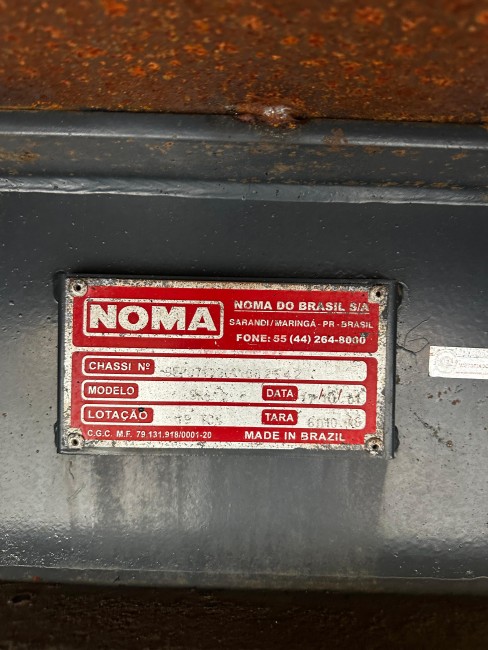 NOMA
NOMA DO BRASIL S/A
SARANDI/MARINGÁ - PR - BRASIL
FONE: 55 (44) 264-8000
CHASSI Nº
MODELO
DATA
LOTAÇÃO
TARA
C.G.C. M.F. 79.131.918/0001-20
MADE IN BRAZIL